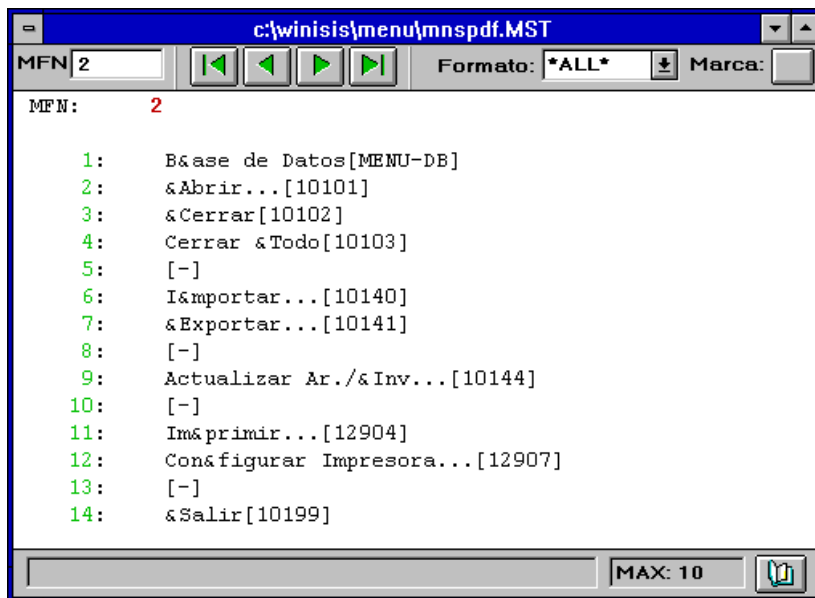 c:\winisis\menu\mnspdf.MST
MFN 2 Formato: *ALL* Marca:
MFN: 2
1: B&ase de Datos[MENU-DB]
2: &Abrir...[10101]
3: &Cerrar[10102]
4: Cerrar &Todo[10103]
5: [-]
6: I&mportar...[10140]
7: &Exportar...[10141]
8: [-]
9: Actualizar Ar./&Inv...[10144]
10: [-]
11: Im&primir...[12904]
12: Con&figurar Impresora...[12907]
13: [-]
14: &Salir[10199]
MAX: 10